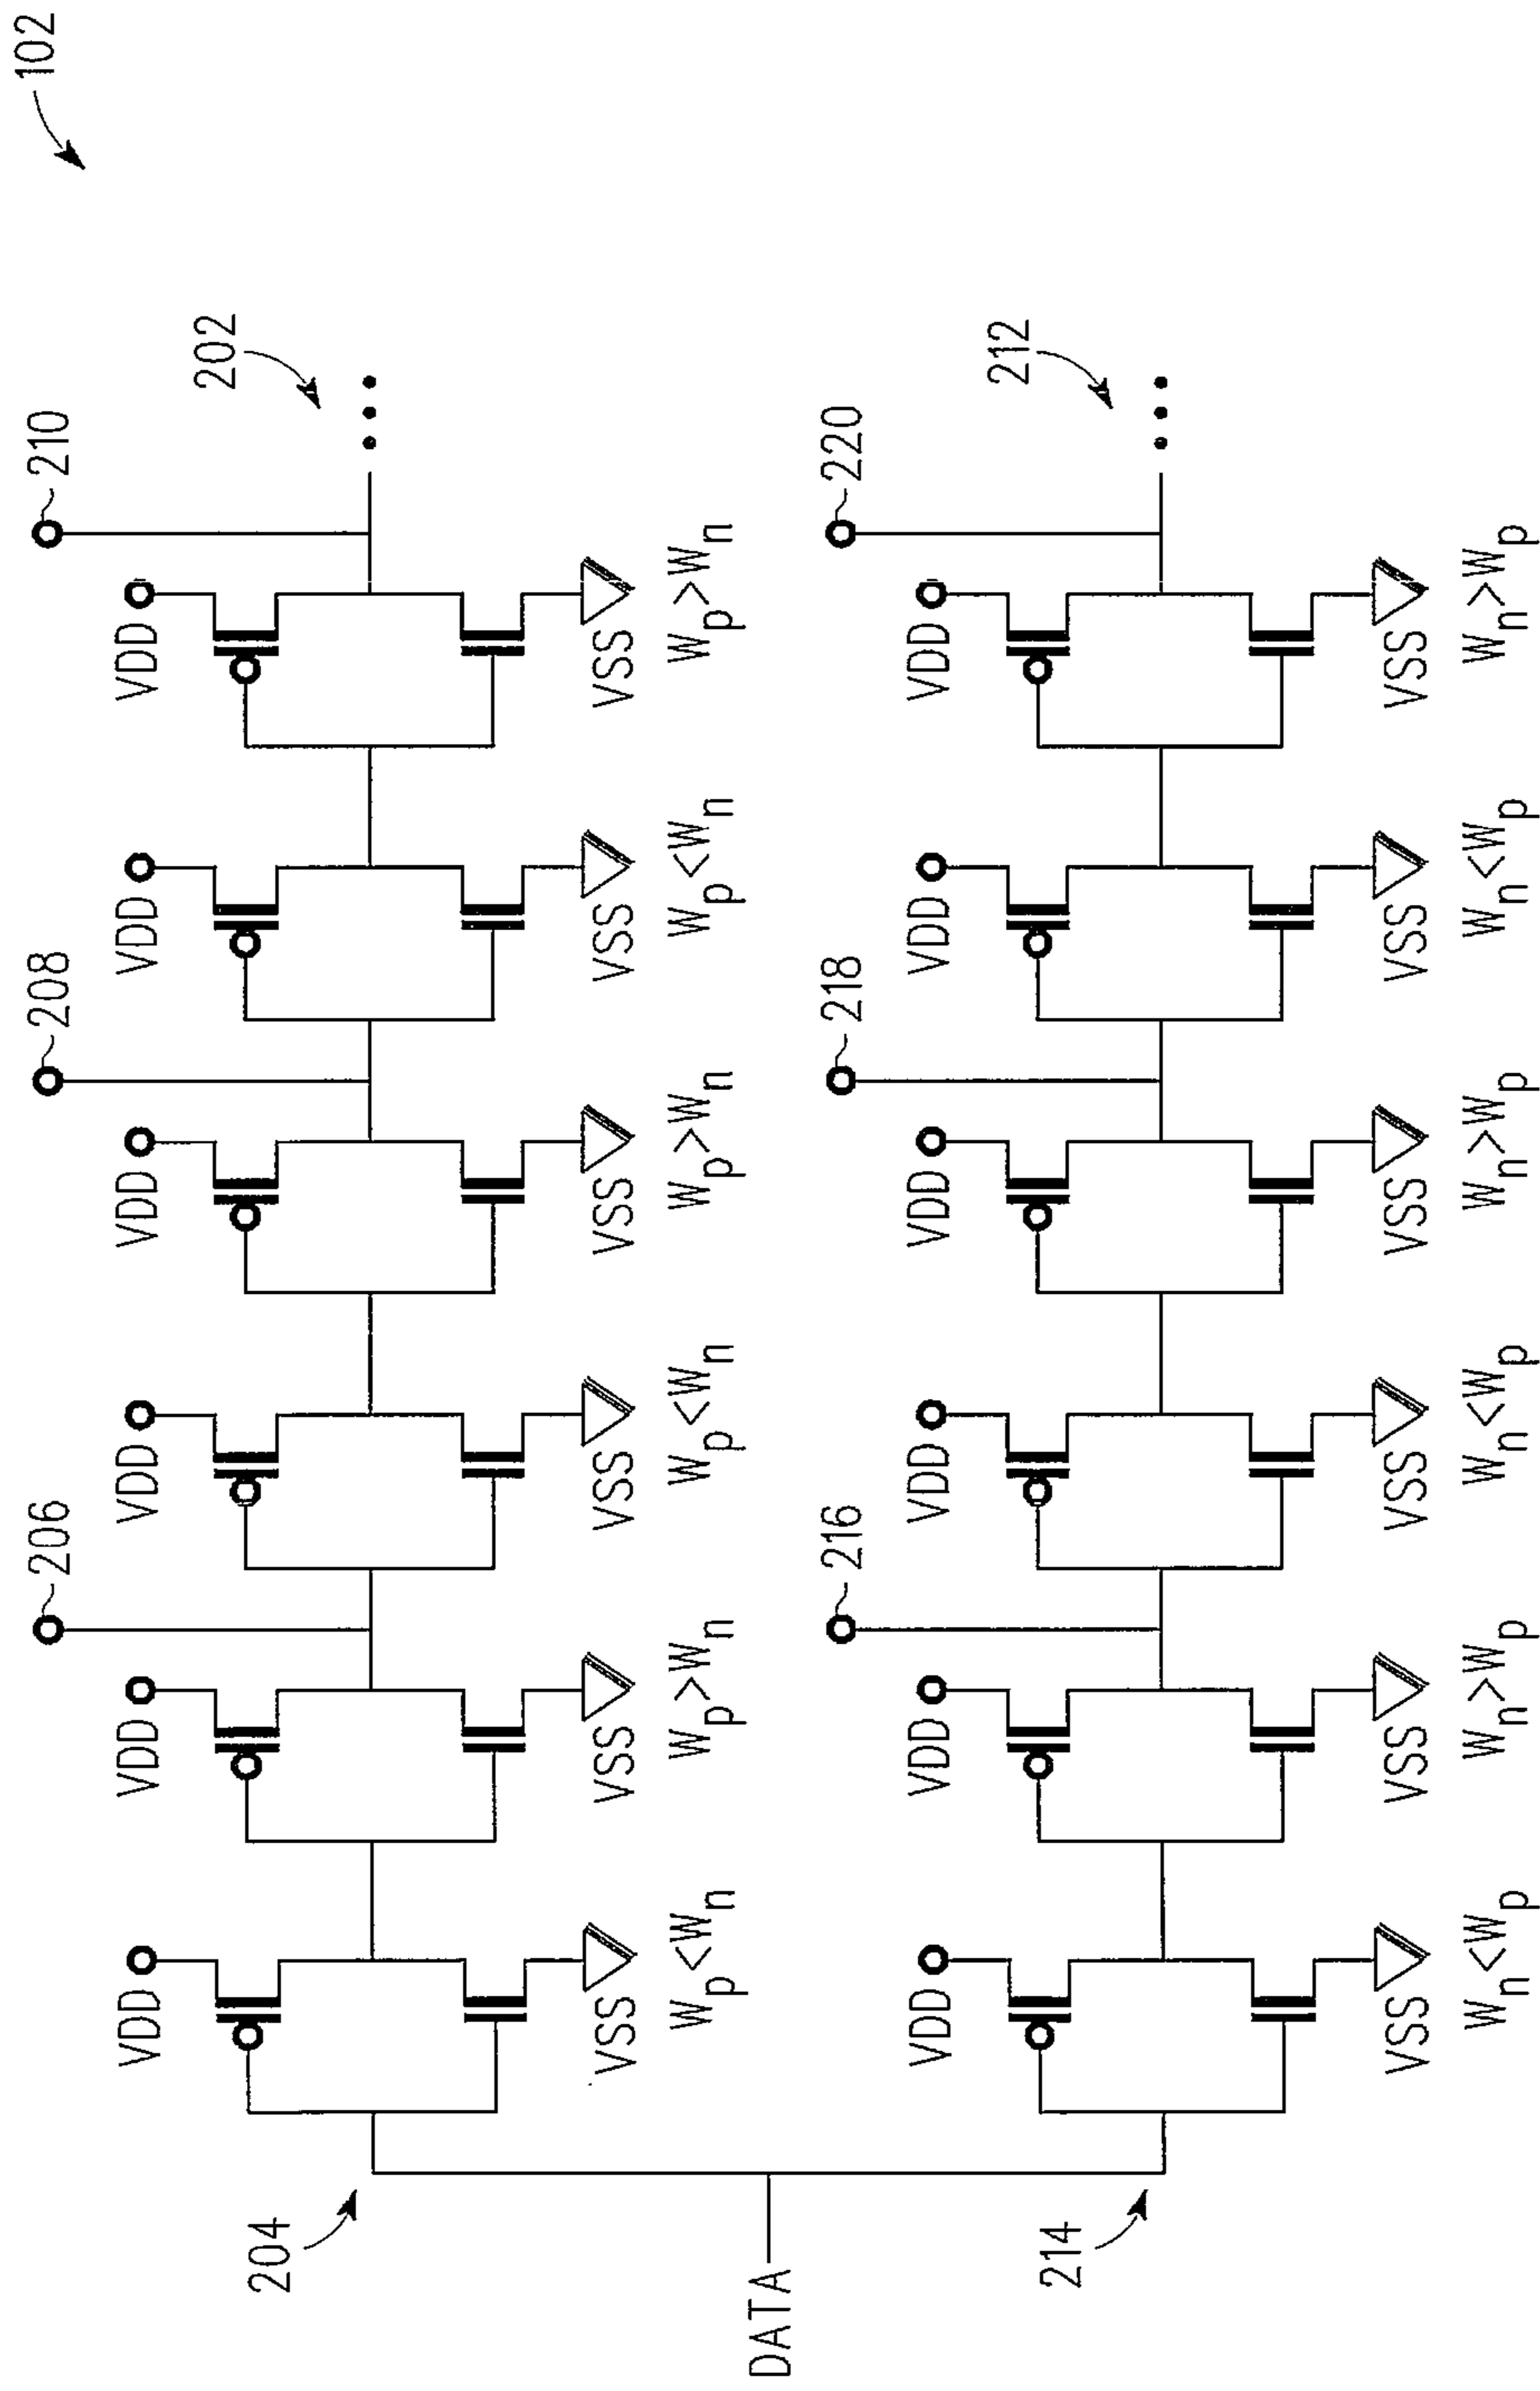 102
202
210
208
206
204
VDD
VDD
VDD
VDD
VDD
VDD
VSS
VSS
VSS
VSS
VSS
VSS
Wp<Wn
Wp>Wn
Wp<Wn
Wp>Wn
Wp<Wn
Wp>Wn
DATA
212
220
218
216
214
VDD
VDD
VDD
VDD
VDD
VDD
VSS
VSS
VSS
VSS
VSS
VSS
Wn<Wp
Wn>Wp
Wn<Wp
Wn>Wp
Wn<Wp
Wn>Wp